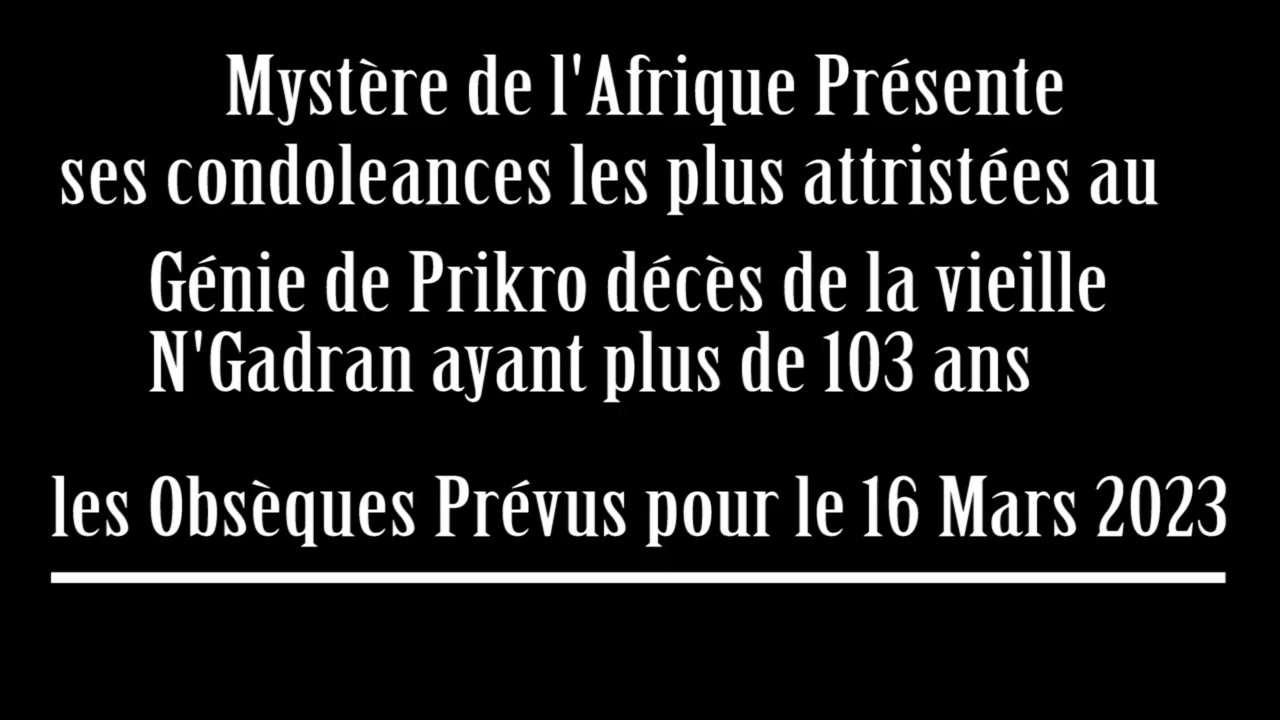 Mystère de l'Afrique Présente
ses condoleances les plus attristées au
Génie de Prikro décès de la vieille
N'Gadran ayant plus de 103 ans
les Obsèques Prévus pour le 16 Mars 2023